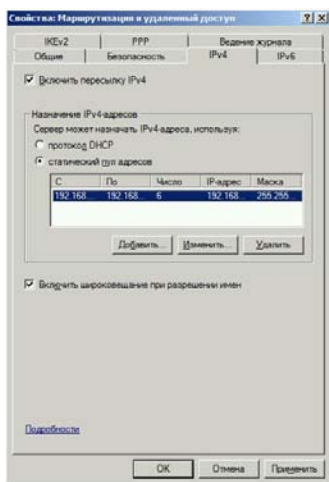 Свойства: Маршрутизация и удаленный доступ
IKEv2 PPP Ведение журнала
Общие Безопасность IPv4 IPv6
Включить пересылку IPv4
Назначение IPv4-адресов
Сервер может назначать IPv4-адреса, используя:
протокол DHCP
статический пул адресов
С По Число IP-адрес Маска
192.168... 192.168... 6 192.168... 255.255...
Добавить... Изменить... Удалить
Включить широковещание при разрешении имен
Подробности
OK Отмена Применить